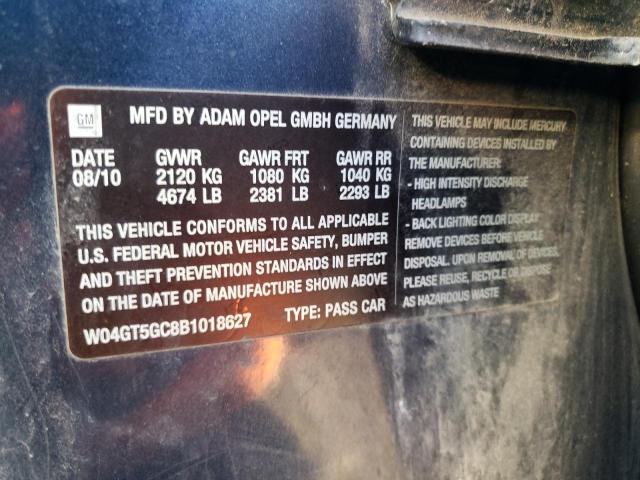 GM
MFD BY ADAM OPEL GMBH GERMANY
DATE GVWR GAWR FRT GAWR RR
08/10 2120 KG 1080 KG 1040 KG
4674 LB 2381 LB 2293 LB
THIS VEHICLE CONFORMS TO ALL APPLICABLE
U.S. FEDERAL MOTOR VEHICLE SAFETY, BUMPER
AND THEFT PREVENTION STANDARDS IN EFFECT
ON THE DATE OF MANUFACTURE SHOWN ABOVE
W04GT5GC8B1018627 TYPE: PASS CAR
THIS VEHICLE MAY INCLUDE MERCURY
CONTAINING DEVICES INSTALLED BY
THE MANUFACTURER:
- HIGH INTENSITY DISCHARGE
HEADLAMPS
- BACK LIGHTING COLOR DISPLAY
REMOVE DEVICES BEFORE VEHICLE
DISPOSAL. UPON REMOVAL OF DEVICES
PLEASE REUSE, RECYCLE OR DISPOSE
AS HAZARDOUS WASTE